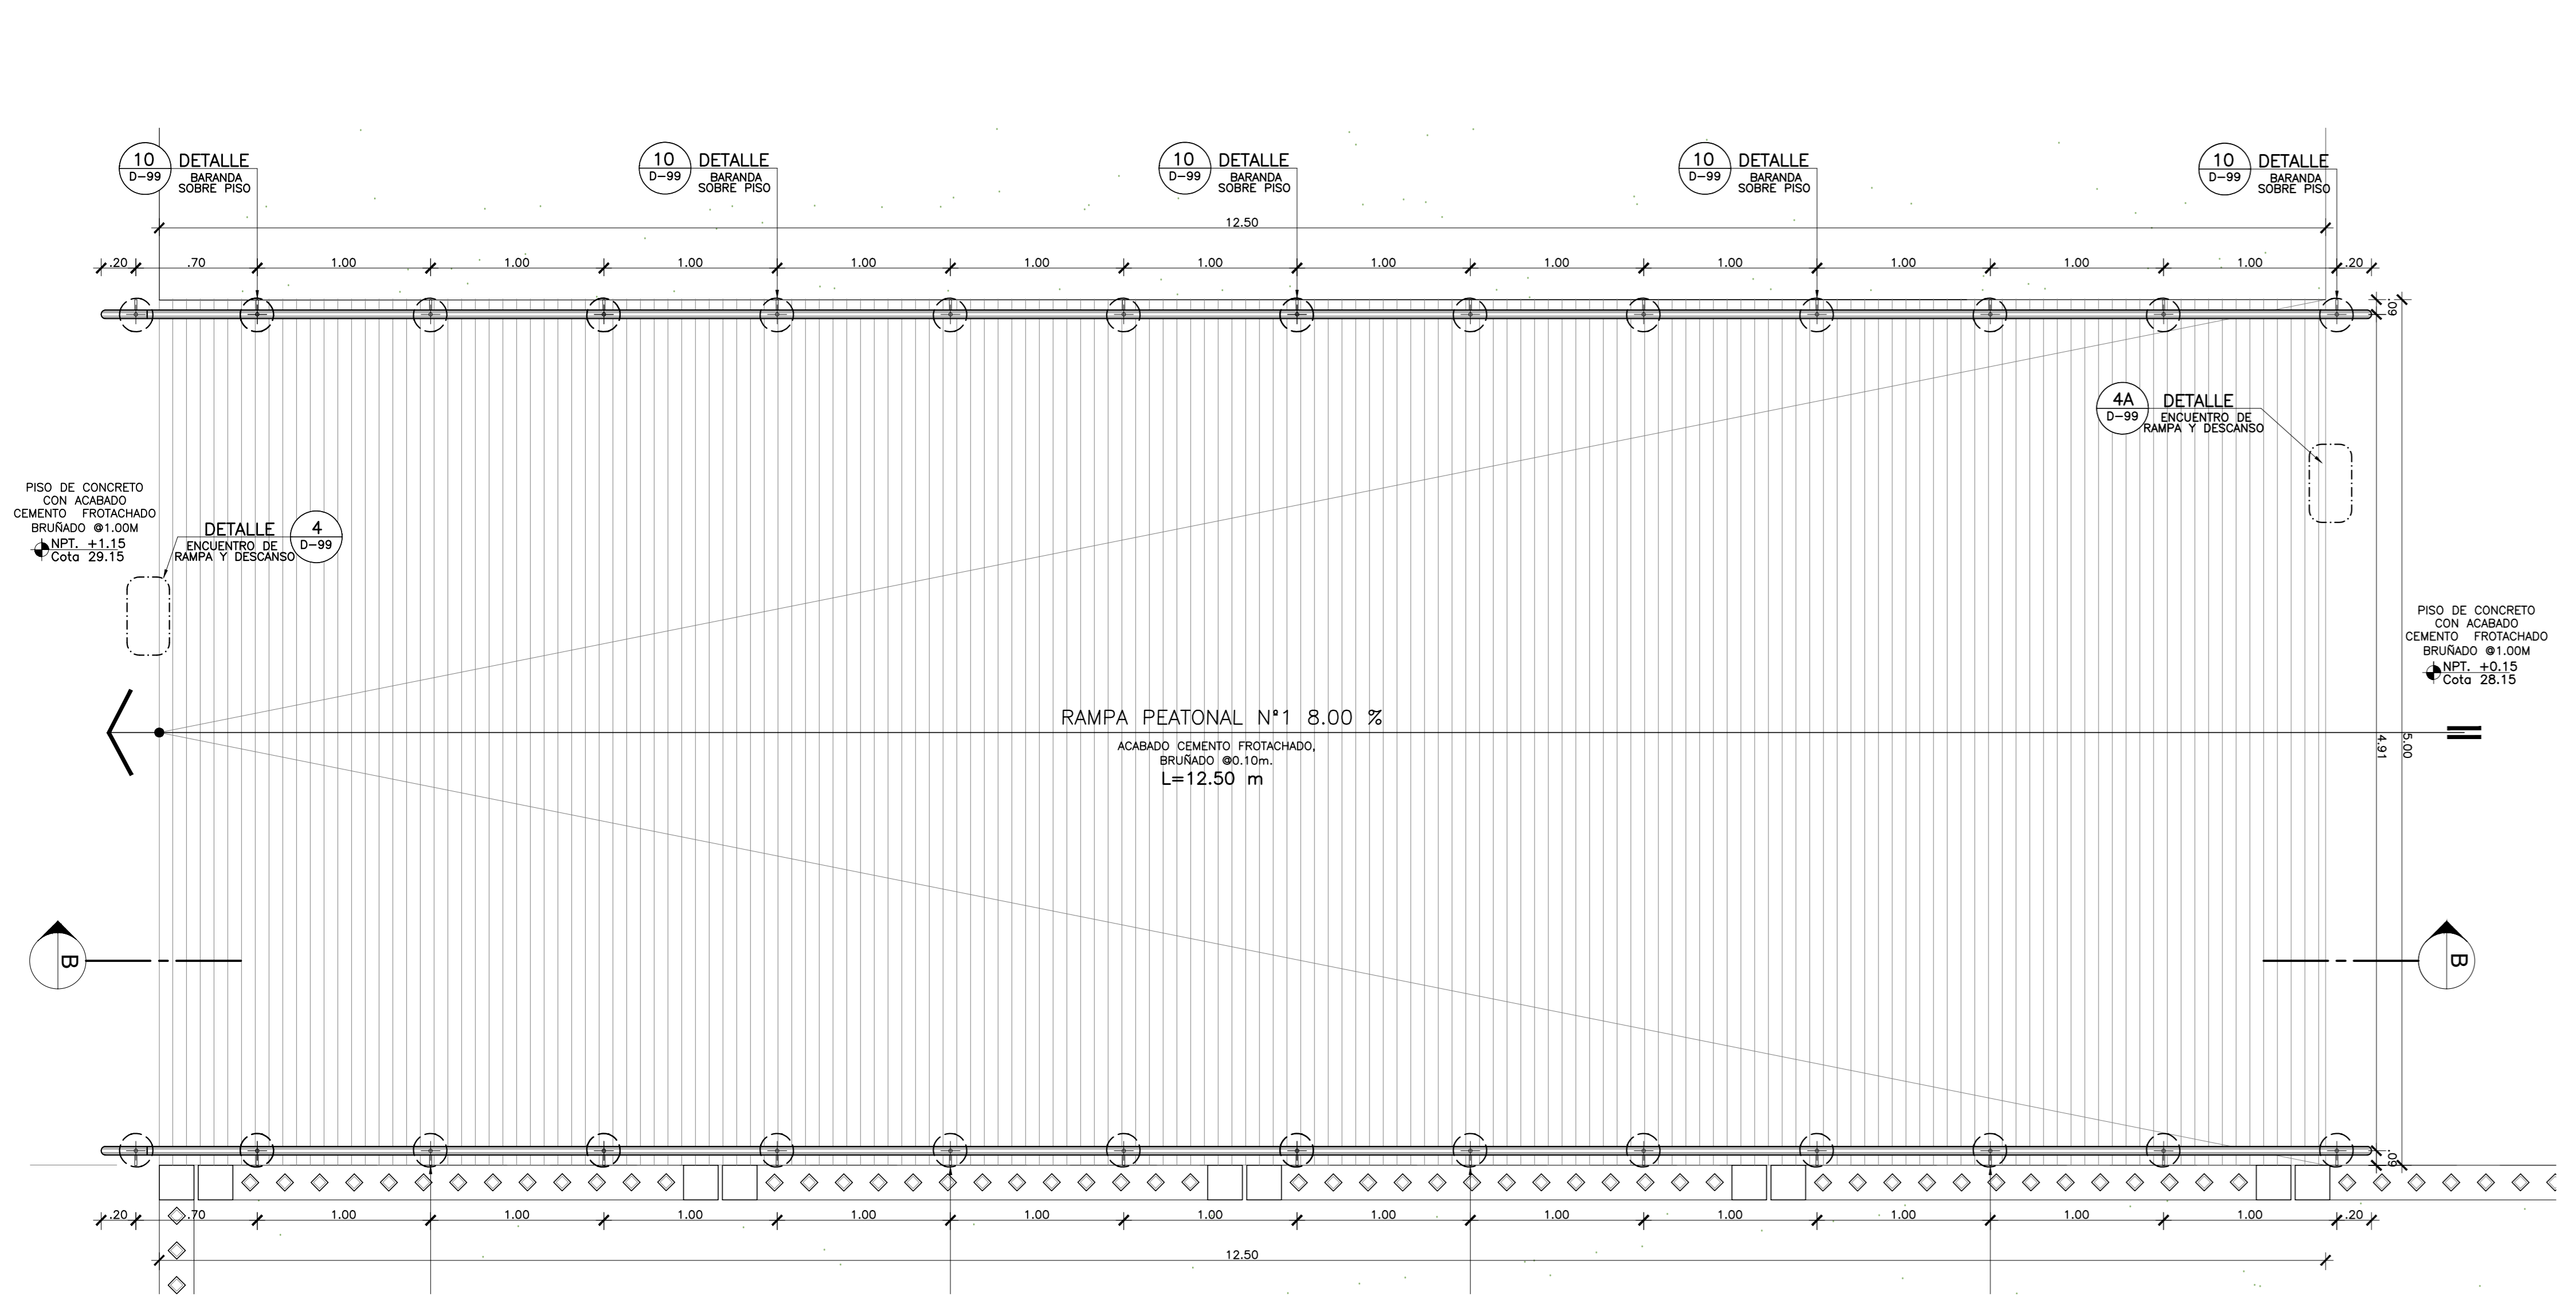 10 DETALLE
D-99 BARANDA
SOBRE PISO
10 DETALLE
D-99 BARANDA
SOBRE PISO
10 DETALLE
D-99 BARANDA
SOBRE PISO
10 DETALLE
D-99 BARANDA
SOBRE PISO
10 DETALLE
D-99 BARANDA
SOBRE PISO
12.50
.20 .70 1.00 1.00 1.00 1.00 1.00 1.00 1.00 1.00 1.00 1.00 1.00 1.00 .20
.09
4A DETALLE
D-99 ENCUENTRO DE
RAMPA Y DESCANSO
PISO DE CONCRETO
CON ACABADO
CEMENTO FROTACHADO
BRUÑADO @1.00M
NPT. +1.15
Cota 29.15
DETALLE 4
ENCUENTRO DE D-99
RAMPA Y DESCANSO
PISO DE CONCRETO
CON ACABADO
CEMENTO FROTACHADO
BRUÑADO @1.00M
NPT. +0.15
Cota 28.15
RAMPA PEATONAL Nº1 8.00 %
ACABADO CEMENTO FROTACHADO,
BRUÑADO @0.10m.
L=12.50 m
4.91
5.00
B
B
.09
.20 .70 1.00 1.00 1.00 1.00 1.00 1.00 1.00 1.00 1.00 1.00 1.00 1.00 .20
12.50